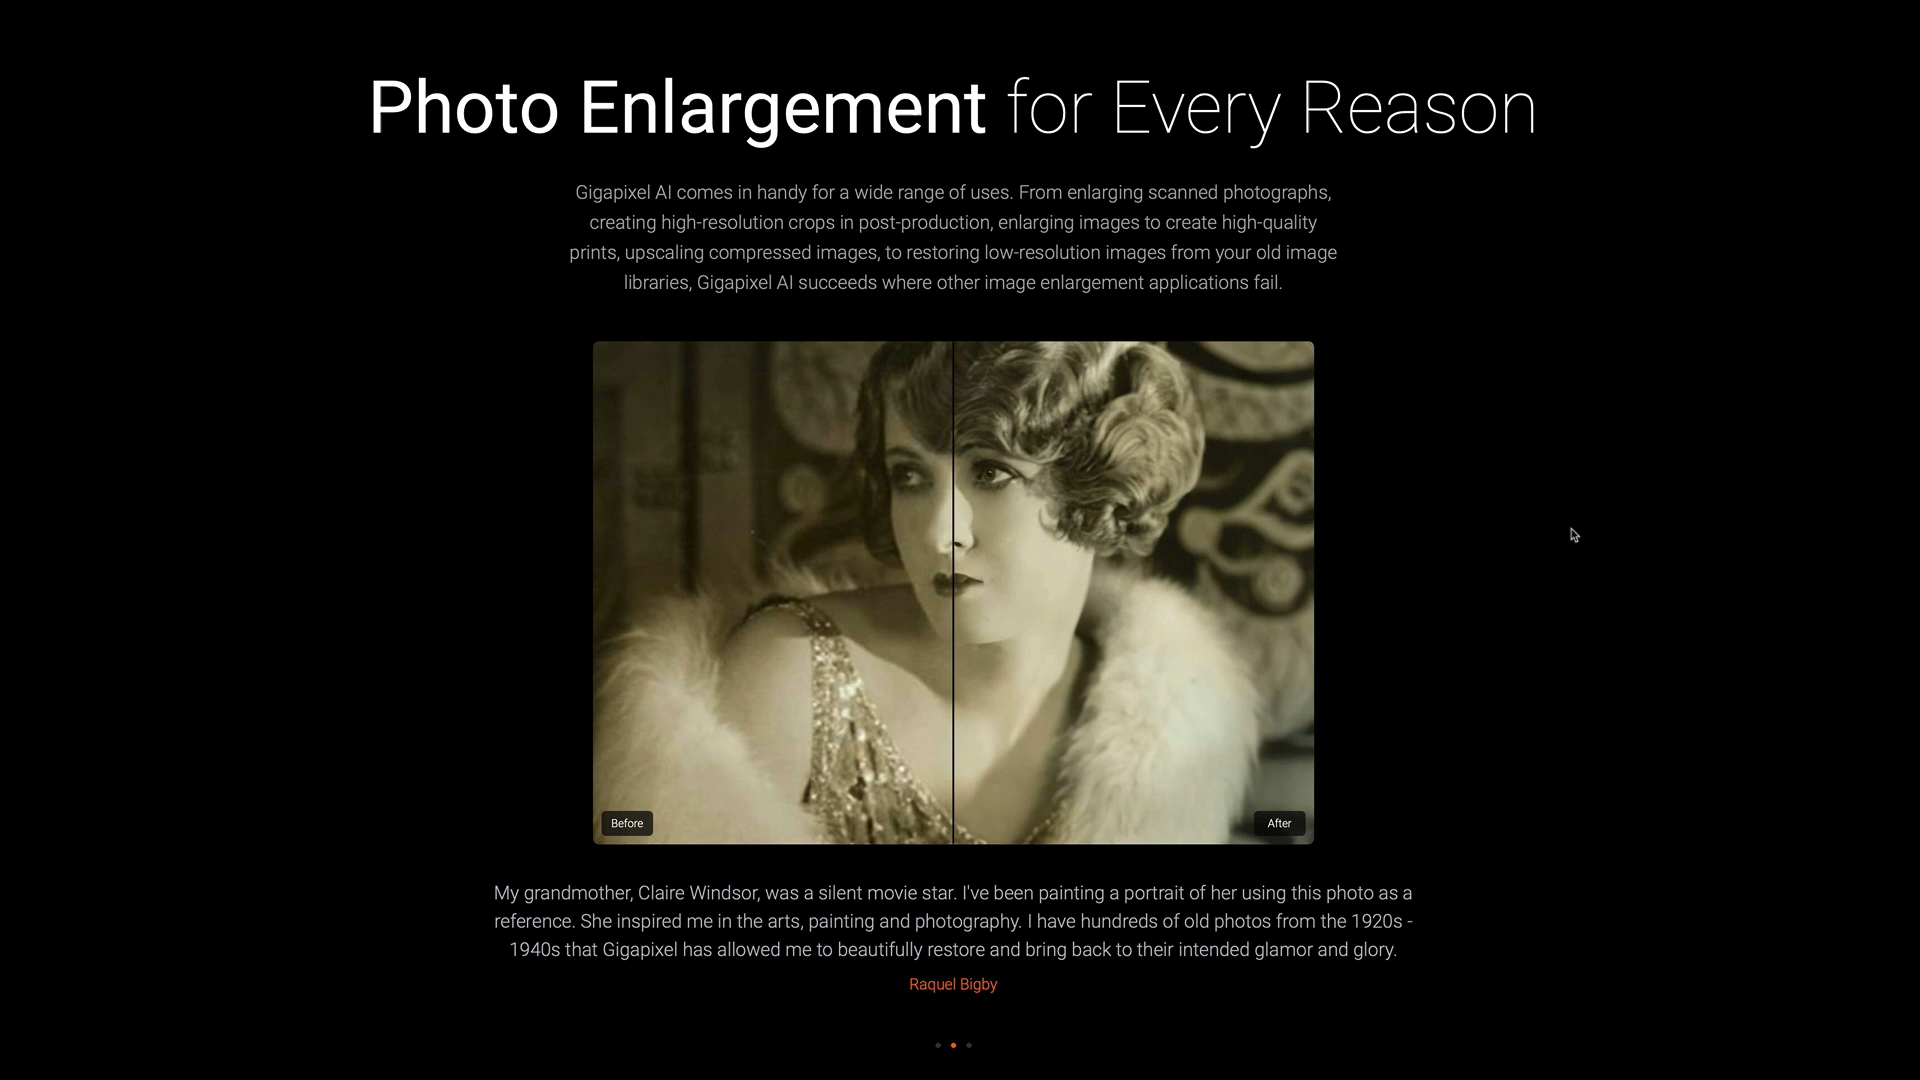 Photo Enlargement for Every Reason
Gigapixel AI comes in handy for a wide range of uses. From enlarging scanned photographs,
creating high-resolution crops in post-production, enlarging images to create high-quality
prints, upscaling compressed images, to restoring low-resolution images from your old image
libraries, Gigapixel AI succeeds where other image enlargement applications fail.
Before
After
My grandmother, Claire Windsor, was a silent movie star. I've been painting a portrait of her using this photo as a
reference. She inspired me in the arts, painting and photography. I have hundreds of old photos from the 1920s -
1940s that Gigapixel has allowed me to beautifully restore and bring back to their intended glamor and glory.
Raquel Bigby